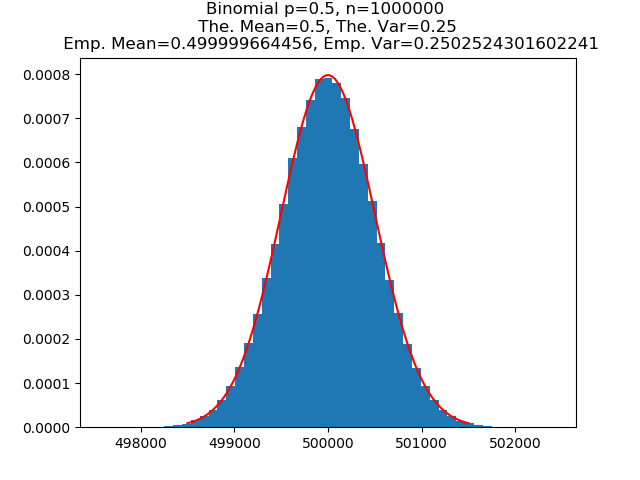 Binomial p=0.5, n=1000000
The. Mean=0.5, The. Var=0.25
Emp. Mean=0.499999664456, Emp. Var=0.2502524301602241
0.0008
0.0007
0.0006
0.0005
0.0004
0.0003
0.0002
0.0001
0.0000
498000 499000 500000 501000 502000